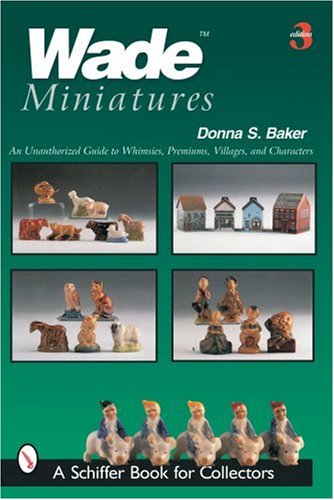 Wade™
3
edition
Miniatures
Donna S. Baker
An Unauthorized Guide to Whimsies, Premiums, Villages, and Characters
A Schiffer Book for Collectors